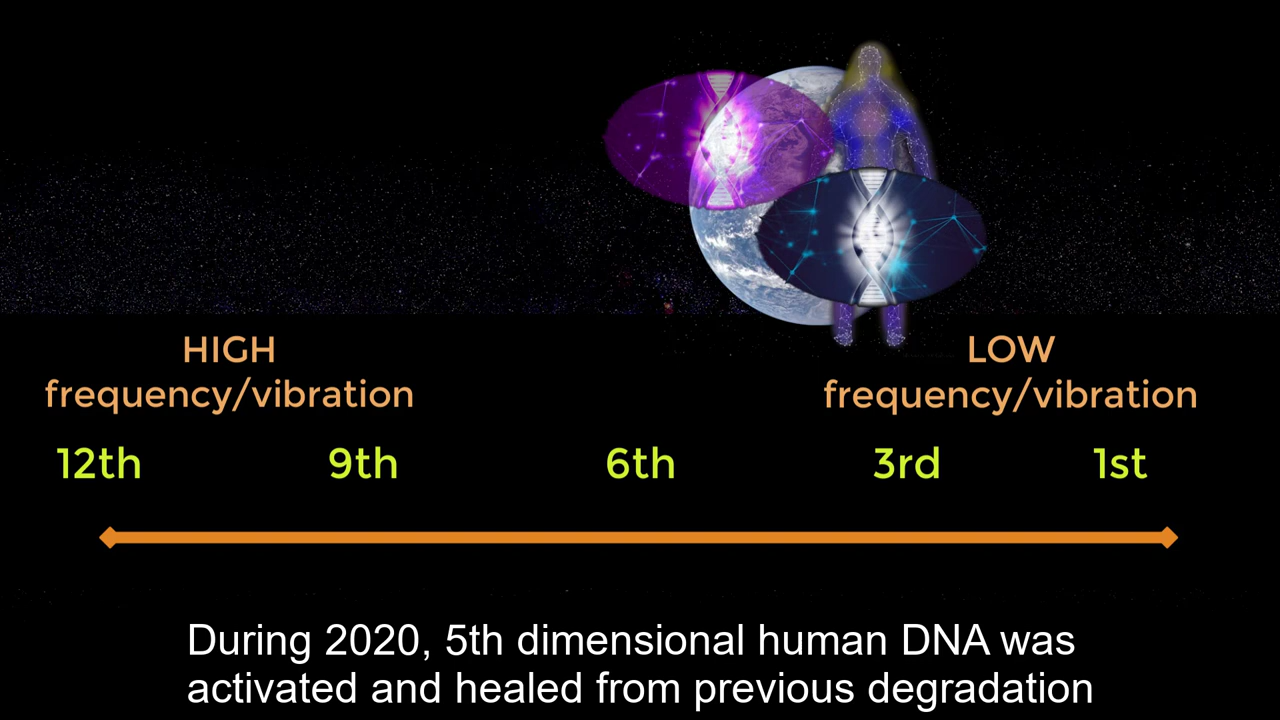 HIGH
frequency/vibration
LOW
frequency/vibration
12th 9th 6th 3rd 1st
During 2020, 5th dimensional human DNA was
activated and healed from previous degradation